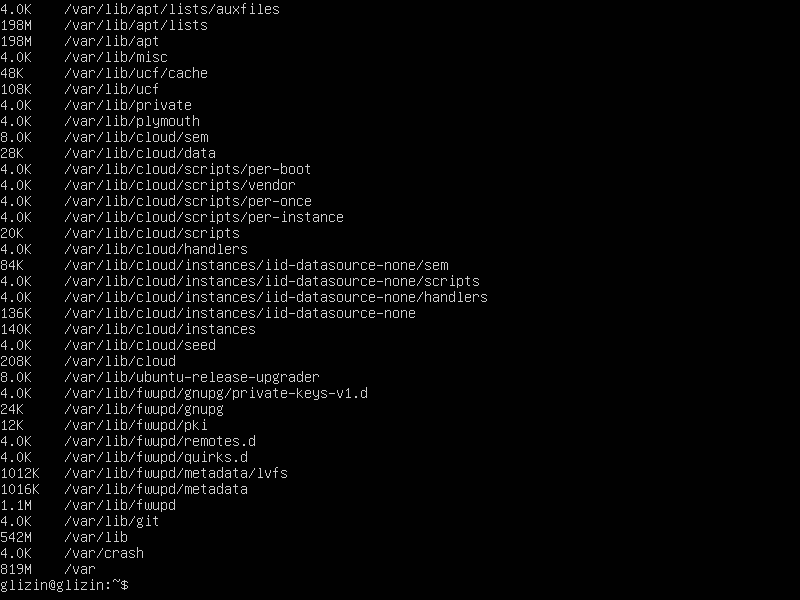 4.0K    /var/lib/apt/lists/auxfiles
198M    /var/lib/apt/lists
198M    /var/lib/apt
4.0K    /var/lib/misc
48K     /var/lib/ucf/cache
108K    /var/lib/ucf
4.0K    /var/lib/private
4.0K    /var/lib/plymouth
8.0K    /var/lib/cloud/sem
28K     /var/lib/cloud/data
4.0K    /var/lib/cloud/scripts/per-boot
4.0K    /var/lib/cloud/scripts/vendor
4.0K    /var/lib/cloud/scripts/per-once
4.0K    /var/lib/cloud/scripts/per-instance
20K     /var/lib/cloud/scripts
4.0K    /var/lib/cloud/handlers
84K     /var/lib/cloud/instances/iid-datasource-none/sem
4.0K    /var/lib/cloud/instances/iid-datasource-none/scripts
4.0K    /var/lib/cloud/instances/iid-datasource-none/handlers
136K    /var/lib/cloud/instances/iid-datasource-none
140K    /var/lib/cloud/instances
4.0K    /var/lib/cloud/seed
208K    /var/lib/cloud
8.0K    /var/lib/ubuntu-release-upgrader
4.0K    /var/lib/fwupd/gnupg/private-keys-v1.d
24K     /var/lib/fwupd/gnupg
12K     /var/lib/fwupd/pki
4.0K    /var/lib/fwupd/remotes.d
4.0K    /var/lib/fwupd/quirks.d
1012K   /var/lib/fwupd/metadata/lvfs
1016K   /var/lib/fwupd/metadata
1.1M    /var/lib/fwupd
4.0K    /var/lib/git
542M    /var/lib
4.0K    /var/crash
819M    /var
glizin@glizin:~$